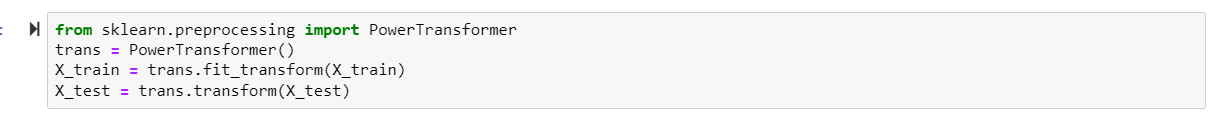 from sklearn.preprocessing import PowerTransformer
trans = PowerTransformer()
X_train = trans.fit_transform(X_train)
X_test = trans.transform(X_test)